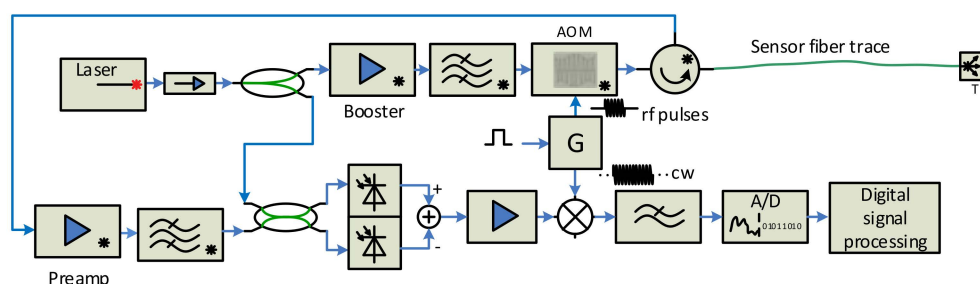 AOM
Sensor fiber trace
Laser
T
Booster
rf pulses
G
cw
A/D
01011010
Digital
signal
processing
+
+
-
Preamp